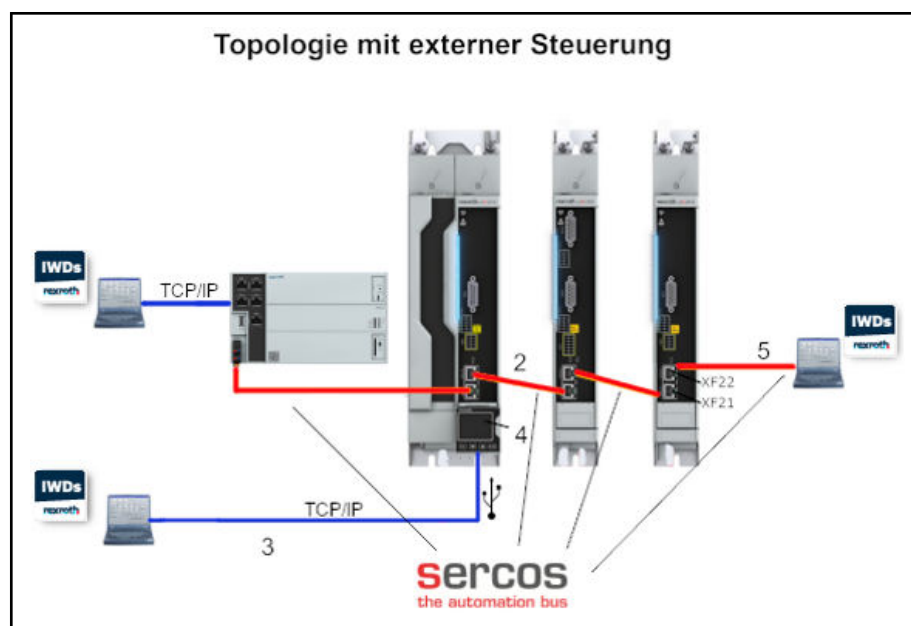 Topologie mit externer Steuerung
IWDs
rexroth
TCP/IP
2
5
IWDs
rexroth
XF22
XF21
4
IWDs
rexroth
TCP/IP
3
sercos
the automation bus